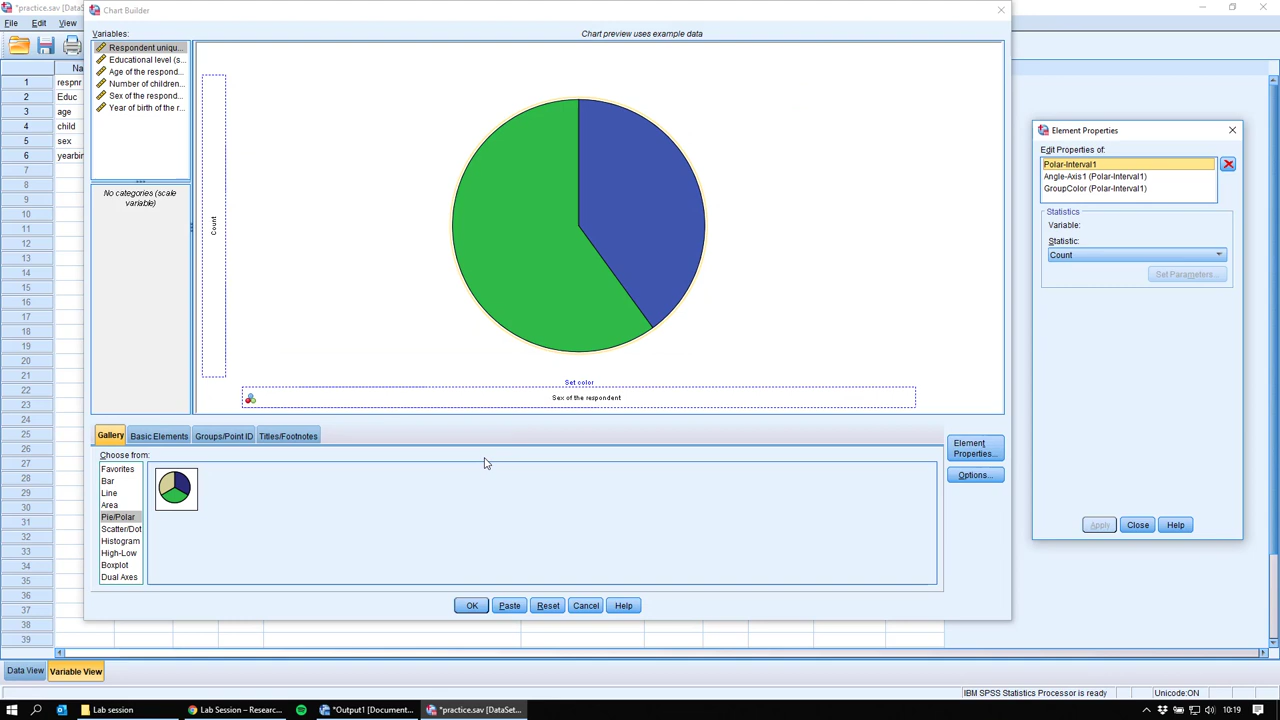 *practice.sav [DataS
Chart Builder
File Edit View
Variables:
Chart preview uses example data
Respondent uniqu...
Educational level (s...
Age of the respond...
Number of children...
Sex of the respond...
Year of birth of the r...
No categories (scale
variable)
Count
Set color
Sex of the respondent
Na
1 respnr
2 Educ
3 age
4 child
5 sex
6 yearbir
7
8
9
10
11
12
13
14
15
16
17
18
19
20
21
22
23
24
25
26
27
28
29
30
31
32
33
34
35
36
37
38
39
Gallery Basic Elements Groups/Point ID Titles/Footnotes
Choose from:
Favorites
Bar
Line
Area
Pie/Polar
Scatter/Dot
Histogram
High-Low
Boxplot
Dual Axes
Element
Properties...
Options...
OK Paste Reset Cancel Help
Element Properties
Edit Properties of:
Polar-Interval1
Angle-Axis1 (Polar-Interval1)
GroupColor (Polar-Interval1)
Statistics
Variable:
Statistic:
Count
Set Parameters...
Apply Close Help
Data View Variable View
IBM SPSS Statistics Processor is ready Unicode:ON
Lab session Lab Session – Researc... *Output1 [Document... *practice.sav [DataSet... 10:19